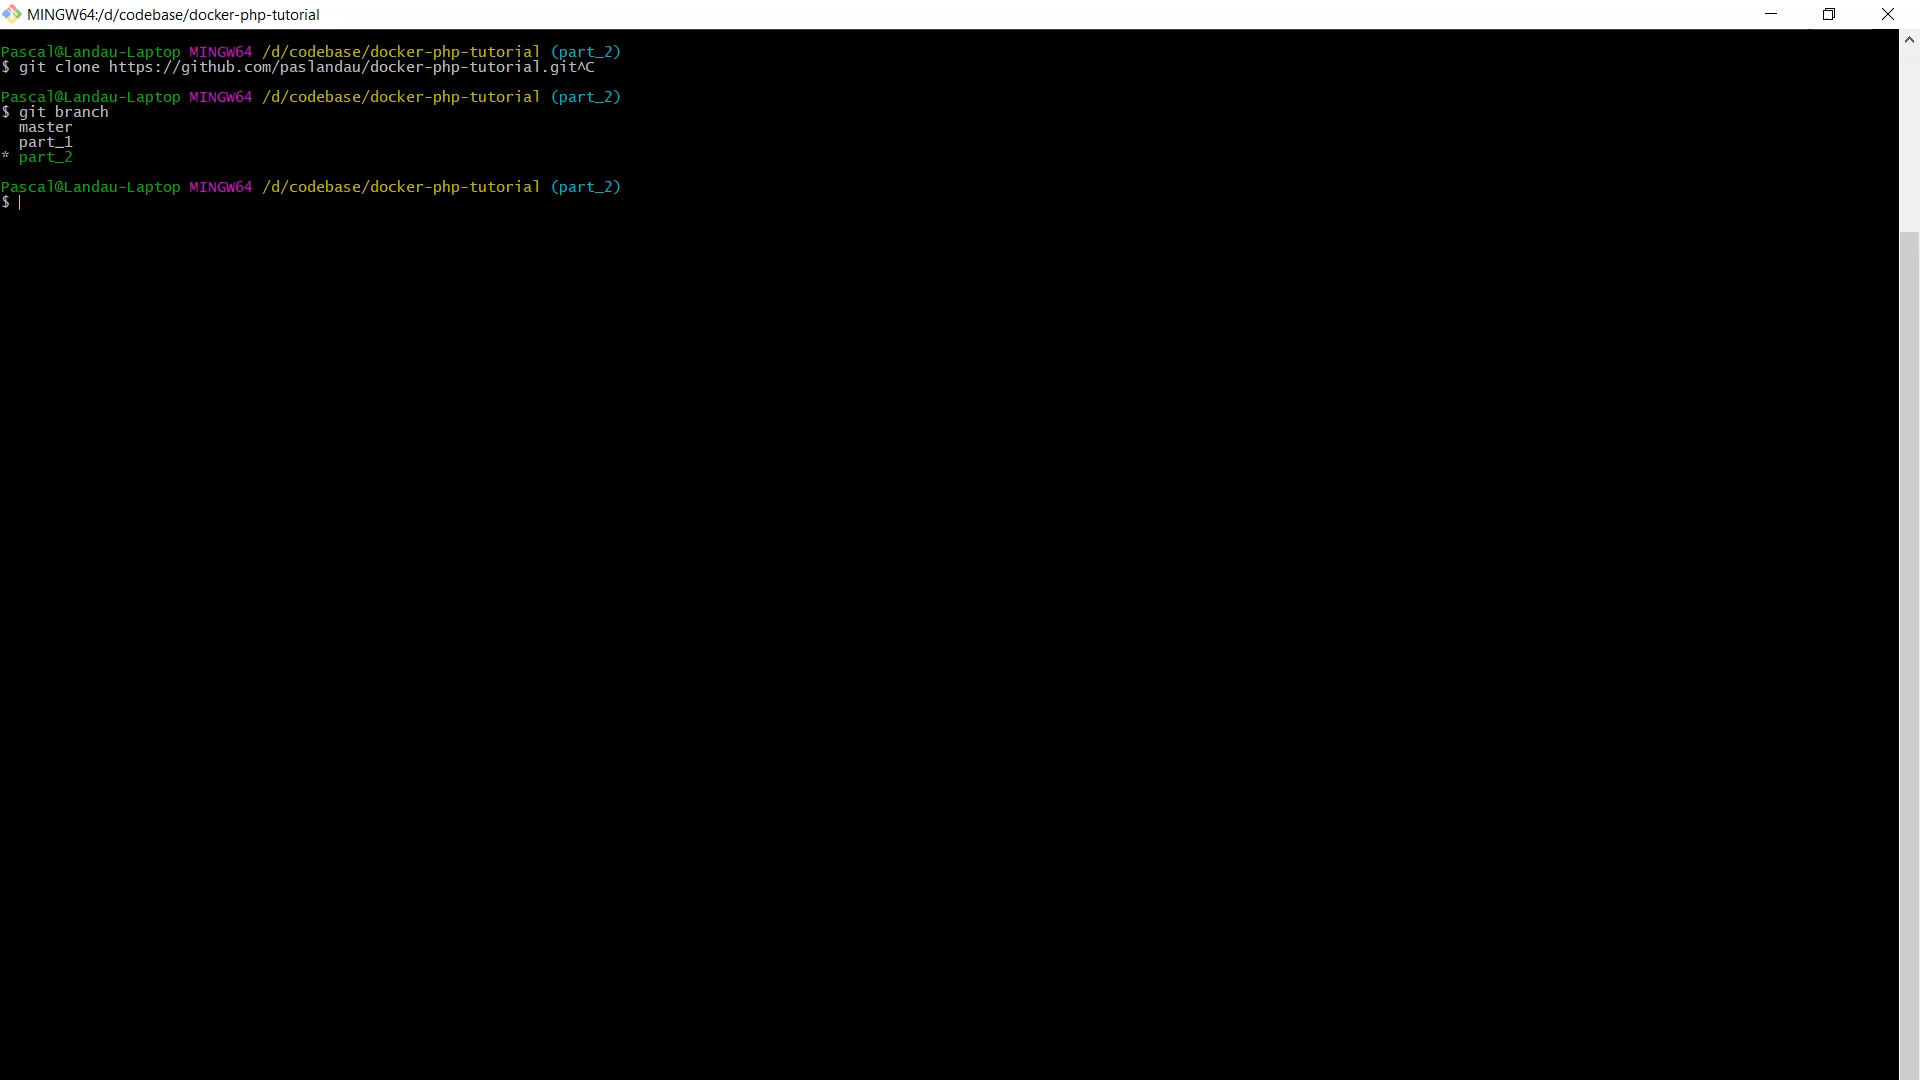 MINGW64:/d/codebase/docker-php-tutorial
Pascal@Landau-Laptop MINGW64 /d/codebase/docker-php-tutorial (part_2)
$ git clone https://github.com/paslandau/docker-php-tutorial.git^C
Pascal@Landau-Laptop MINGW64 /d/codebase/docker-php-tutorial (part_2)
$ git branch
  master
  part_1
* part_2
Pascal@Landau-Laptop MINGW64 /d/codebase/docker-php-tutorial (part_2)
$